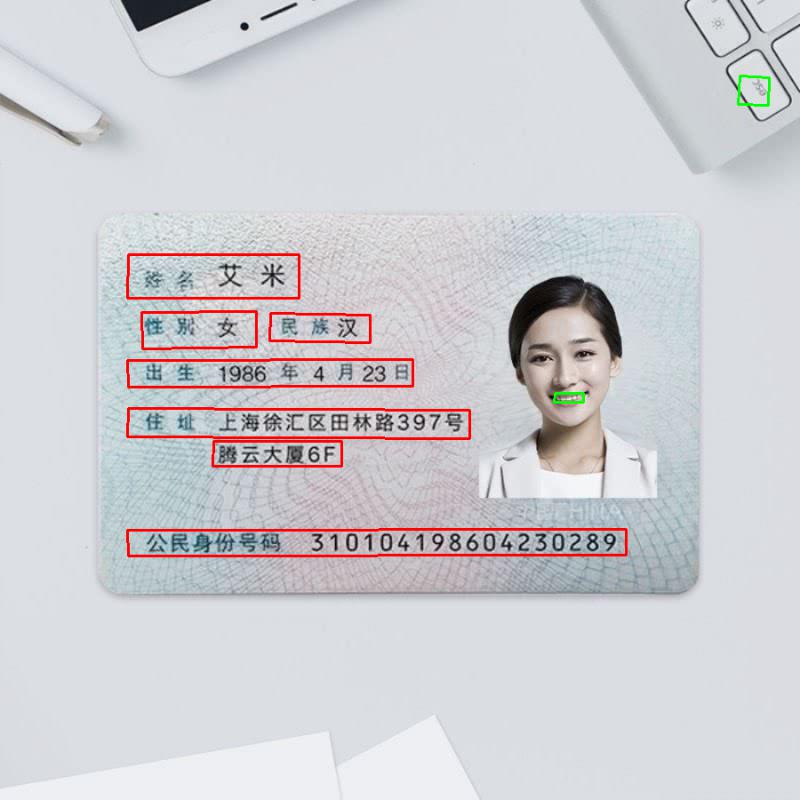 姓名 艾米
性别 女 民族 汉
出生 1986 年 4 月 23 日
住址 上海徐汇区田林路397号
腾云大厦6F
公民身份号码 310104198604230289
esc